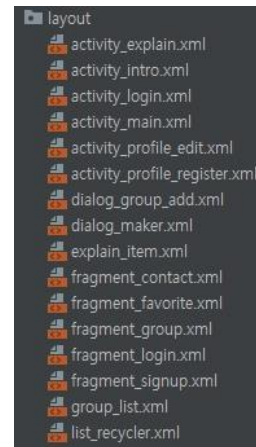 layout
activity_explain.xml
activity_intro.xml
activity_login.xml
activity_main.xml
activity_profile_edit.xml
activity_profile_register.xml
dialog_group_add.xml
dialog_maker.xml
explain_item.xml
fragment_contact.xml
fragment_favorite.xml
fragment_group.xml
fragment_login.xml
fragment_signup.xml
group_list.xml
list_recycler.xml